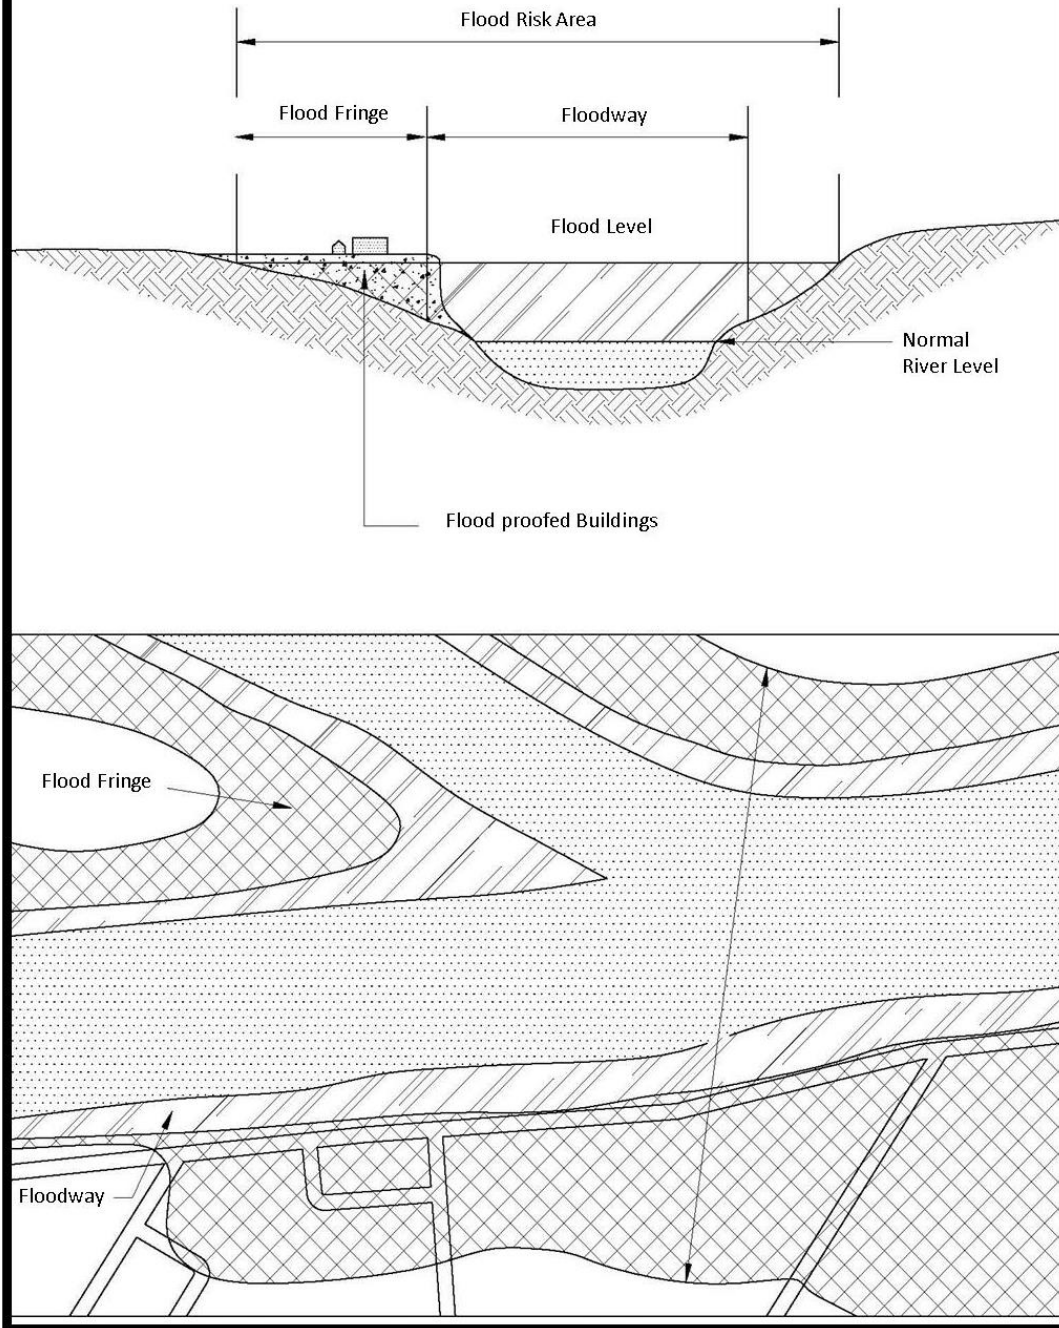 Flood Risk Area
Flood Fringe
Floodway
Flood Level
Normal
River Level
Flood proofed Buildings
Flood Fringe
Floodway